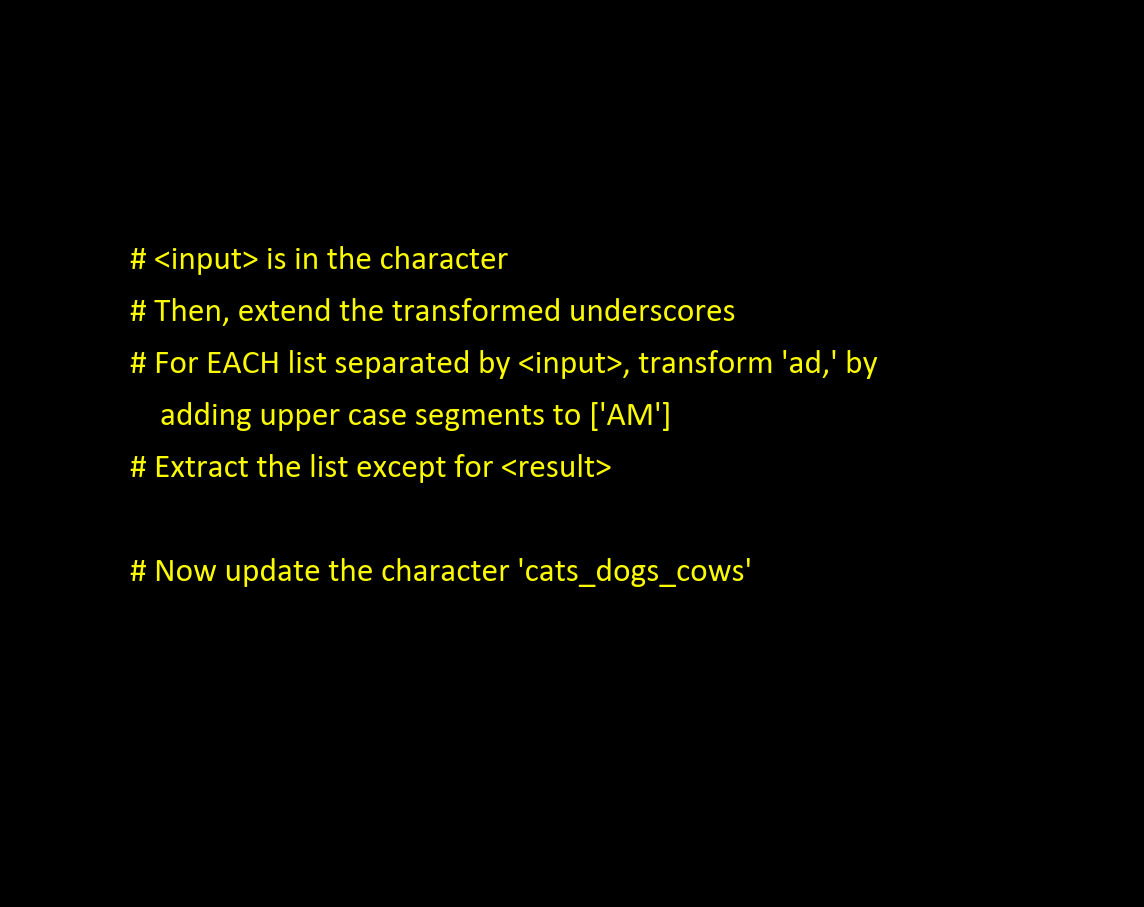 # <input> is in the character
# Then, extend the transformed underscores
# For EACH list separated by <input>, transform 'ad,' by
adding upper case segments to ['AM']
# Extract the list except for <result>
# Now update the character 'cats_dogs_cows'